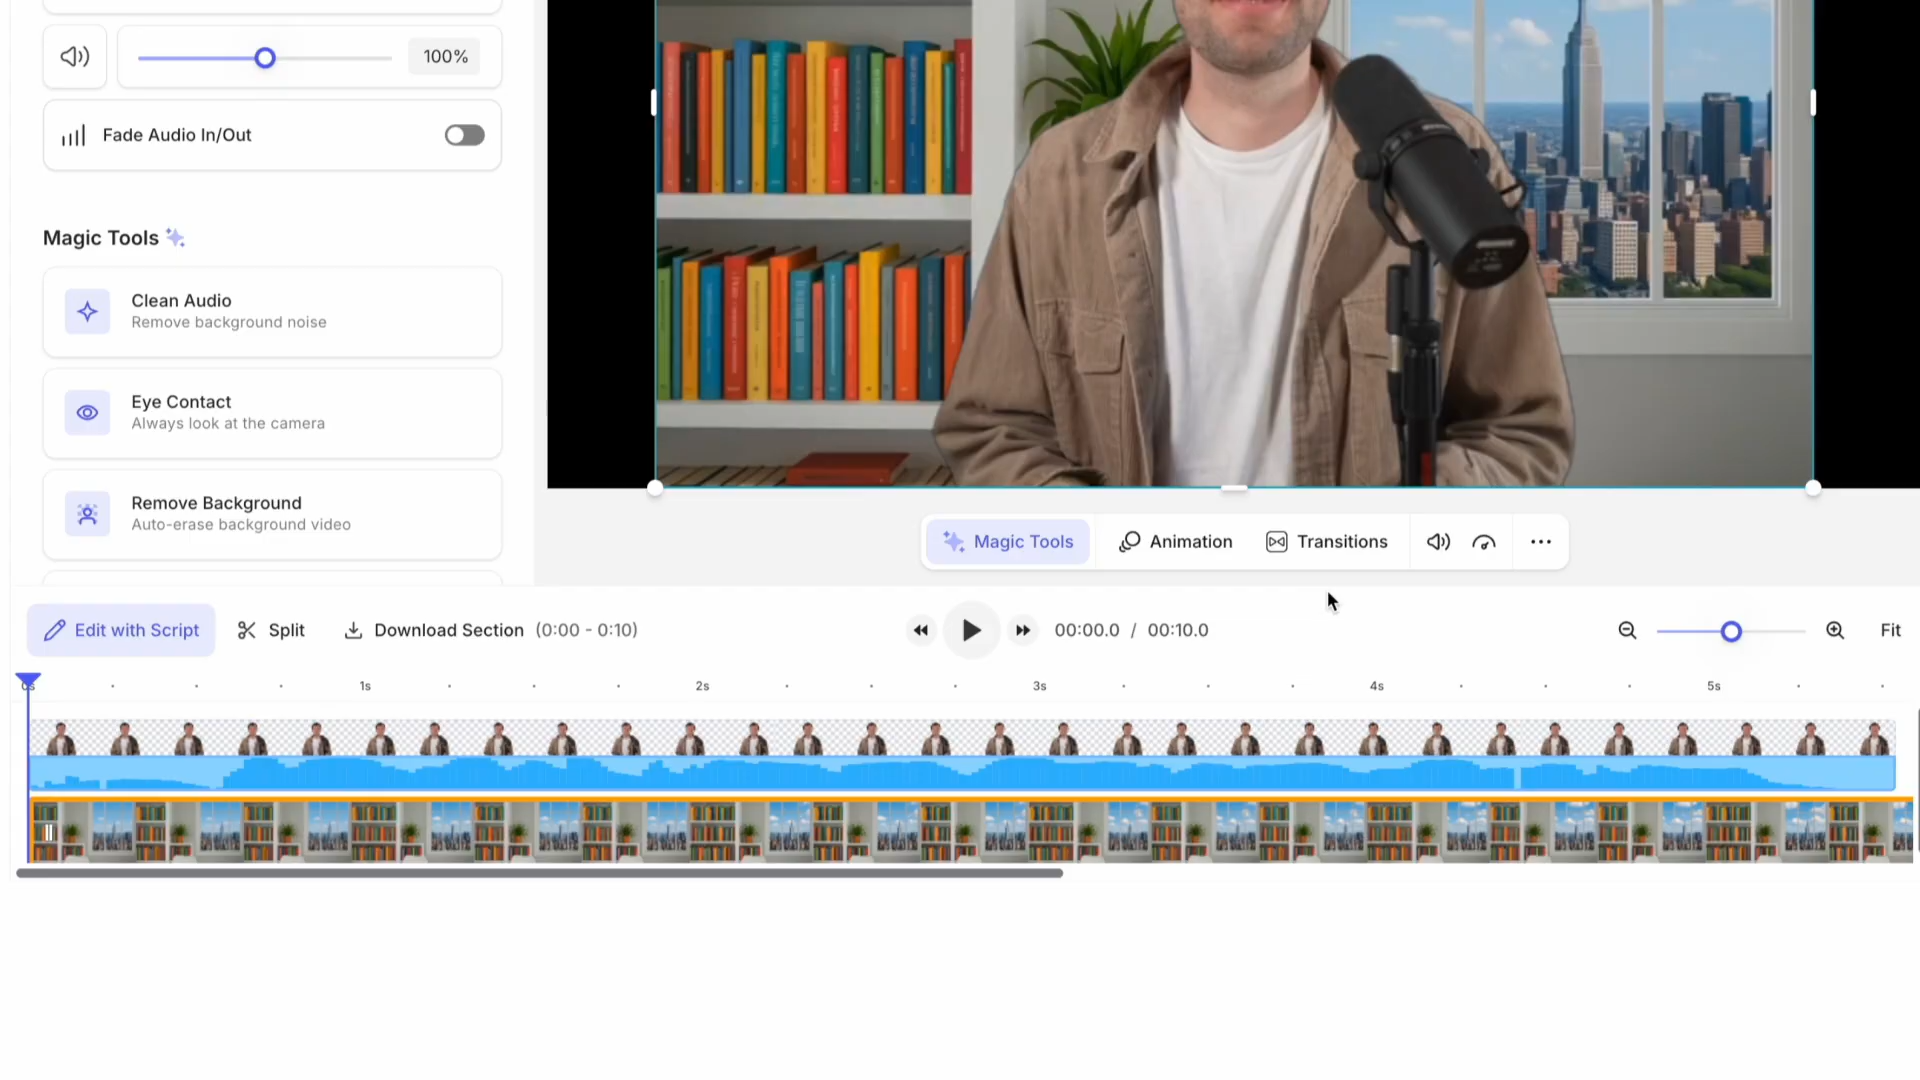 100%
Fade Audio In/Out
Magic Tools
Clean Audio
Remove background noise
Eye Contact
Always look at the camera
Remove Background
Auto-erase background video
Magic Tools
Animation
Transitions
Edit with Script
Split
Download Section (0:00 - 0:10)
00:00.0 / 00:10.0
Fit
0s 1s 2s 3s 4s 5s